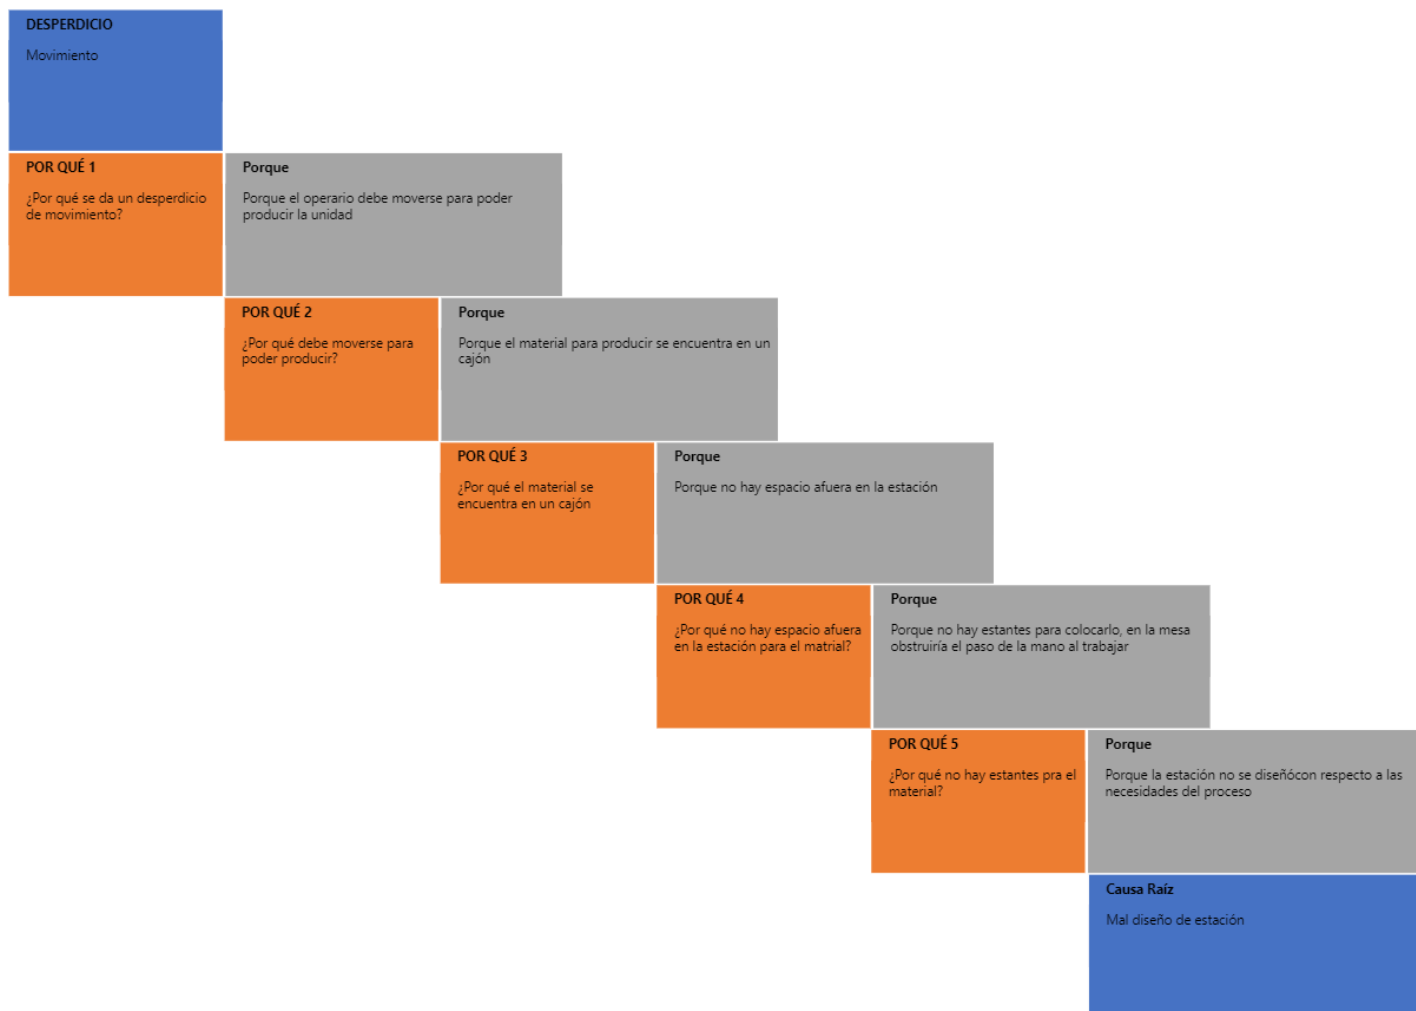 DESPERDICIO
Movimiento
POR QUÉ 1
¿Por qué se da un desperdicio
de movimiento?
Porque
Porque el operario debe moverse para poder
producir la unidad
POR QUÉ 2
¿Por qué debe moverse para
poder producir?
Porque
Porque el material para producir se encuentra en un
cajón
POR QUÉ 3
¿Por qué el material se
encuentra en un cajón
Porque
Porque no hay espacio afuera en la estación
POR QUÉ 4
¿Por qué no hay espacio afuera
en la estación para el matrial?
Porque
Porque no hay estantes para colocarlo, en la mesa
obstruiría el paso de la mano al trabajar
POR QUÉ 5
¿Por qué no hay estantes pra el
material?
Porque
Porque la estación no se diseñócon respecto a las
necesidades del proceso
Causa Raíz
Mal diseño de estación